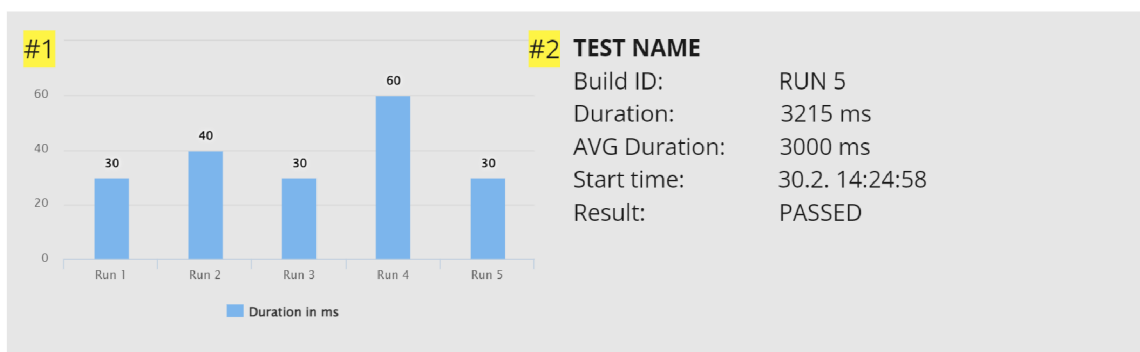 #1
60
40
20
0
30
40
30
60
30
Run 1
Run 2
Run 3
Run 4
Run 5
Duration in ms
#2 TEST NAME
Build ID: RUN 5
Duration: 3215 ms
AVG Duration: 3000 ms
Start time: 30.2. 14:24:58
Result: PASSED